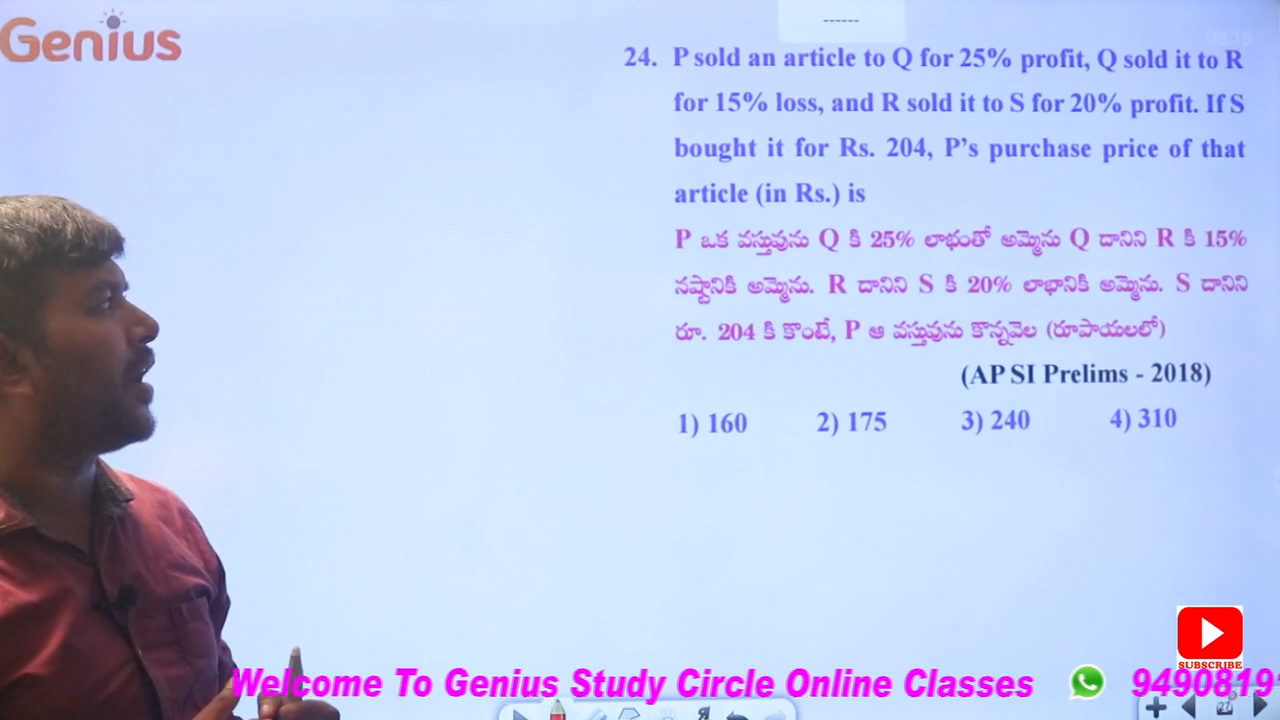 Genius
------
24. P sold an article to Q for 25% profit, Q sold it to R
for 15% loss, and R sold it to S for 20% profit. If S
bought it for Rs. 204, P’s purchase price of that
article (in Rs.) is
P ఒక వస్తువును Q కి 25% లాభంతో అమ్మెను Q దానిని R కి 15%
నష్టానికి అమ్మెను. R దానిని S కి 20% లాభానికి అమ్మెను. S దానిని
రూ. 204 కి కొంటే, P ఆ వస్తువును కొన్నవెల (రూపాయలలో)
(AP SI Prelims - 2018)
1) 160 2) 175 3) 240 4) 310
SUBSCRIBE
Welcome To Genius Study Circle Online Classes 9490819
27